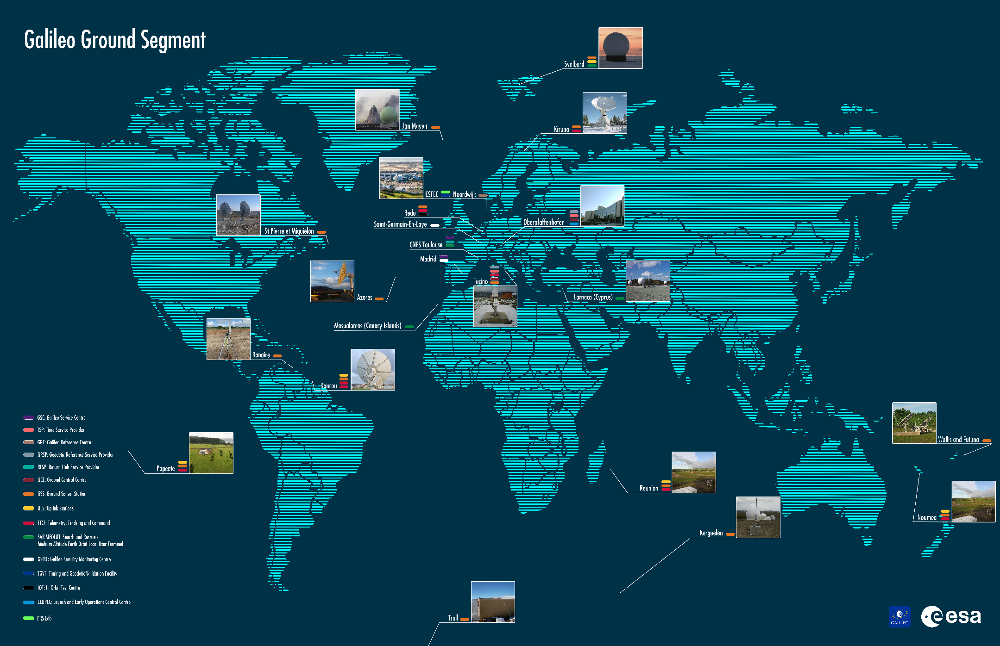 Galileo Ground Segment
Svalbard
Jan Mayen
Kiruna
ESTEC
Noordwijk
Redu
Saint-Germain-En-Laye
Oberpfaffenhofen
St Pierre et Miquielon
CNES Toulouse
Madrid
Fucino
Azores
Larnaca (Cyprus)
Maspalomas (Canary Islands)
Bonaire
Kourou
GSC: Galileo Service Centre
TSP: Time Service Provider
GRC: Galileo Reference Centre
GRSP: Geodetic Reference Service Provider
RLSP: Return Link Service Provider
GCC: Ground Control Centre
GSS: Ground Sensor Station
ULS: Uplink Stations
TTCF: Telemetry, Tracking and Command
SAR MEOLUT: Search and Rescue -
Medium Altitude Earth Orbit Local User Terminal
GSMC: Galileo Security Monitoring Centre
TGVF: Timing and Geodetic Validation Facility
IOT: In Orbit Test Centre
LEOPCC: Launch and Early Operations Control Centre
PRS Lab
Papeete
Wallis and Futuna
Reunion
Noumea
Kerguelen
Troll
GALILEO
esa